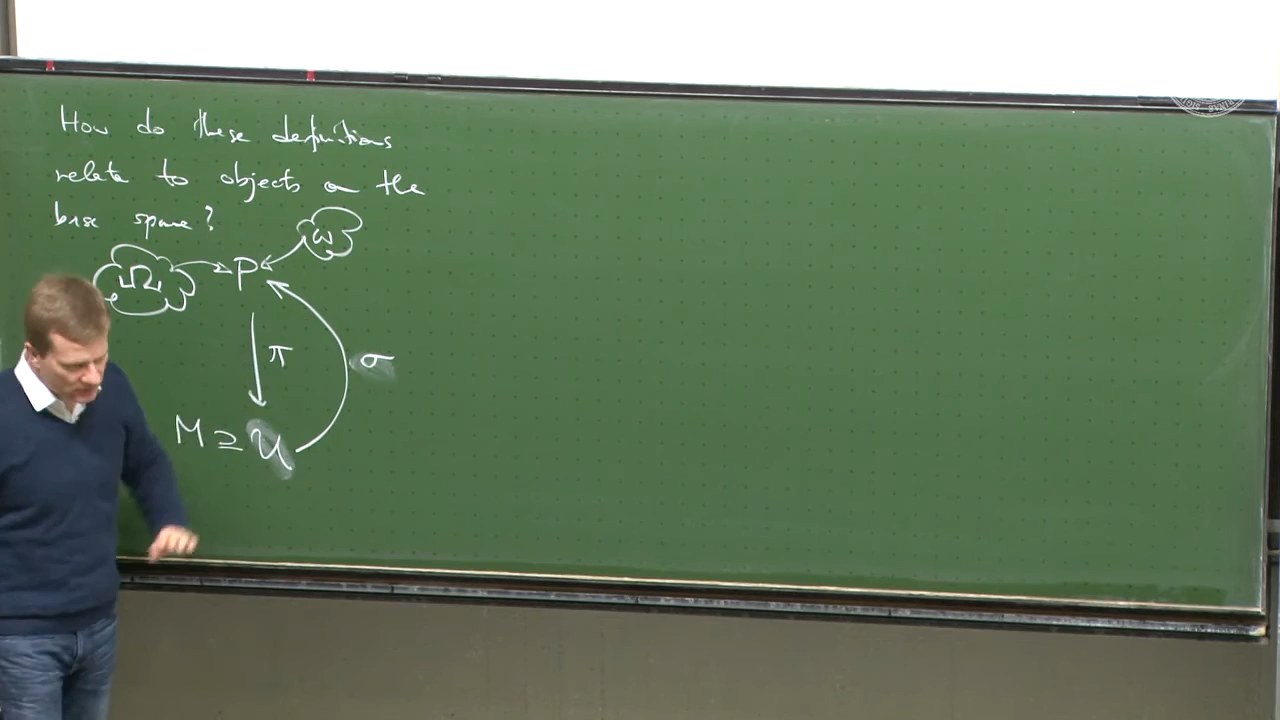 How do these definitions
relate to objects on the
base space?
Ω P ω
π σ
M ⊇ U